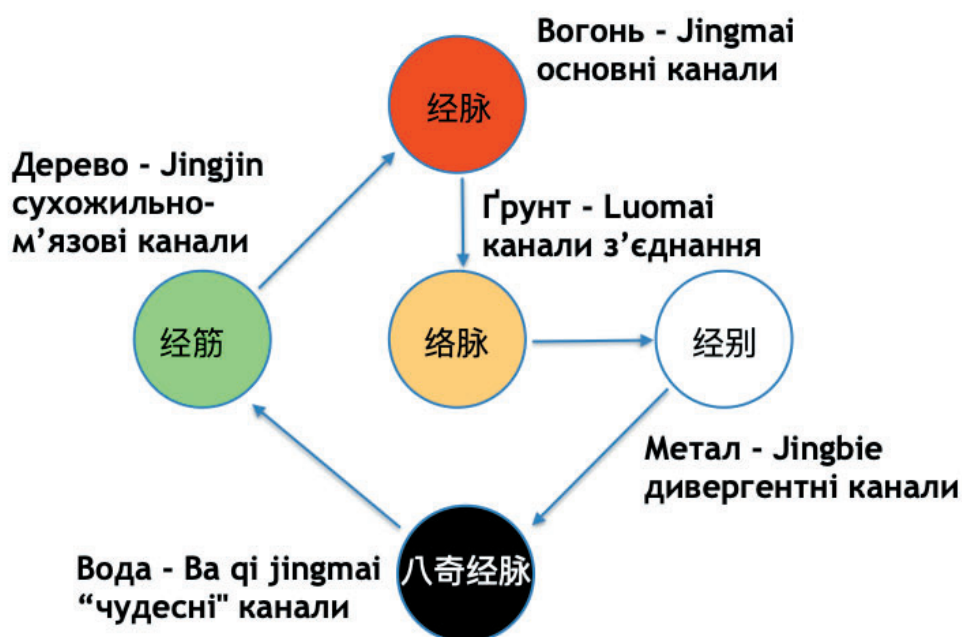 Вогонь - Jingmai
основні канали
经脉
Дерево - Jingjin
сухожильно-
м’язові канали
Ґрунт - Luomai
канали з’єднання
经筋
络脉
经别
Метал - Jingbie
дивергентні канали
八奇经脉
Вода - Ba qi jingmai
“чудесні" канали